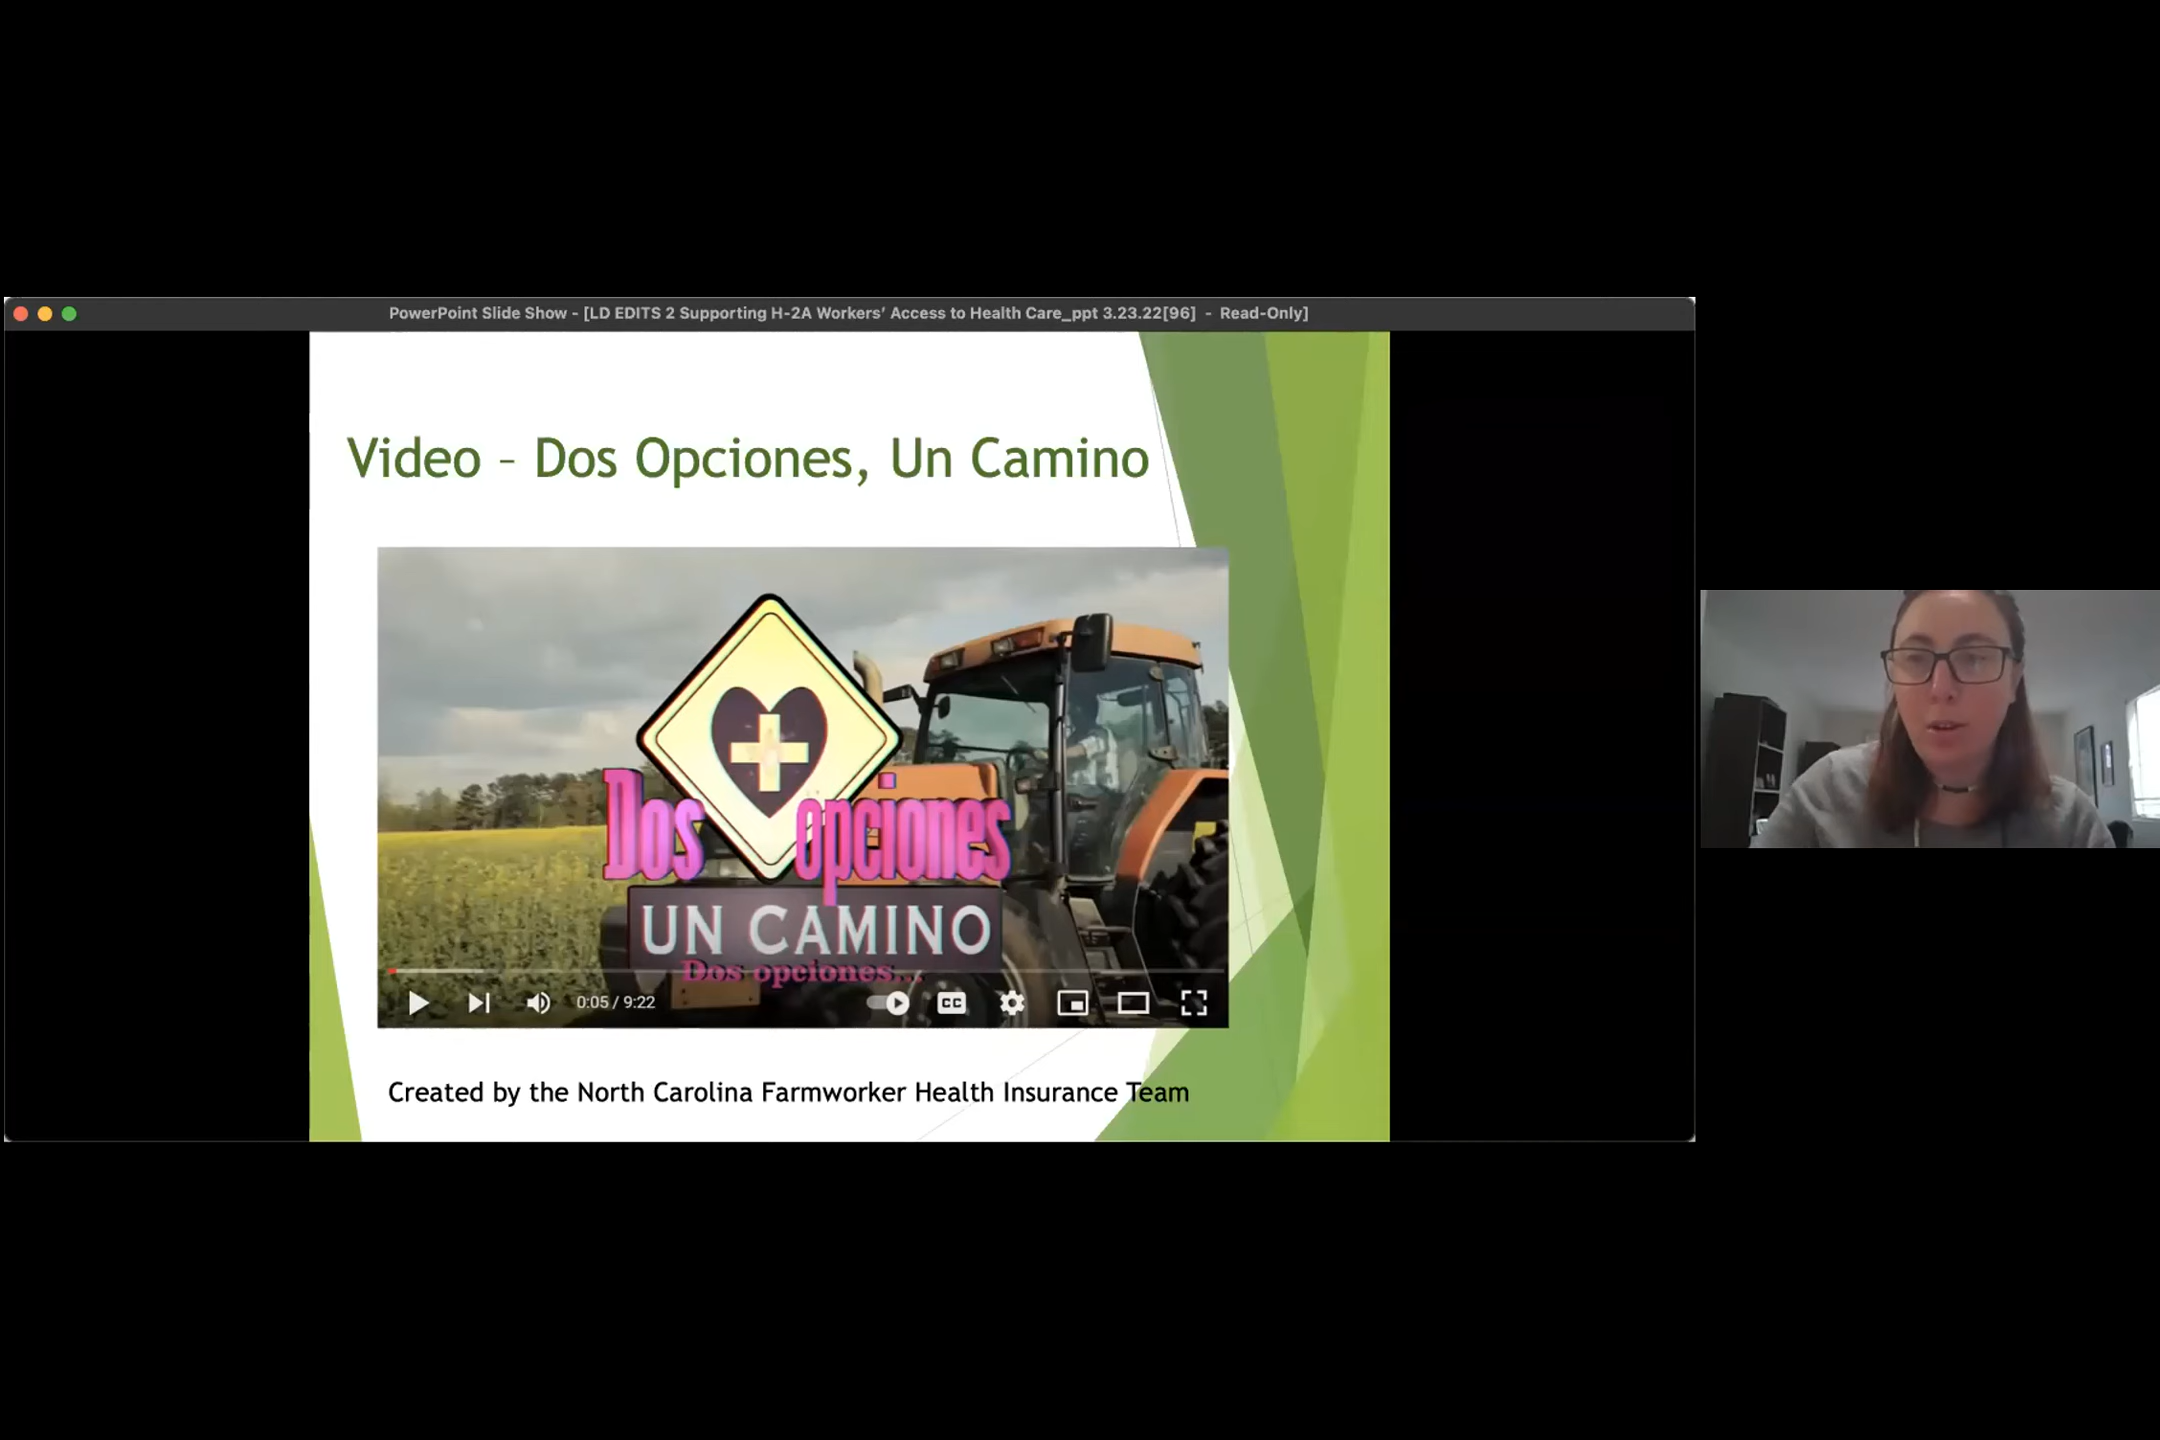 PowerPoint Slide Show - [LD EDITS 2 Supporting H-2A Workers’ Access to Health Care_ppt 3.23.22[96] - Read-Only]
Video – Dos Opciones, Un Camino
Dos opciones
UN CAMINO
Dos opciones...
0:05 / 9:22
CC
Created by the North Carolina Farmworker Health Insurance Team